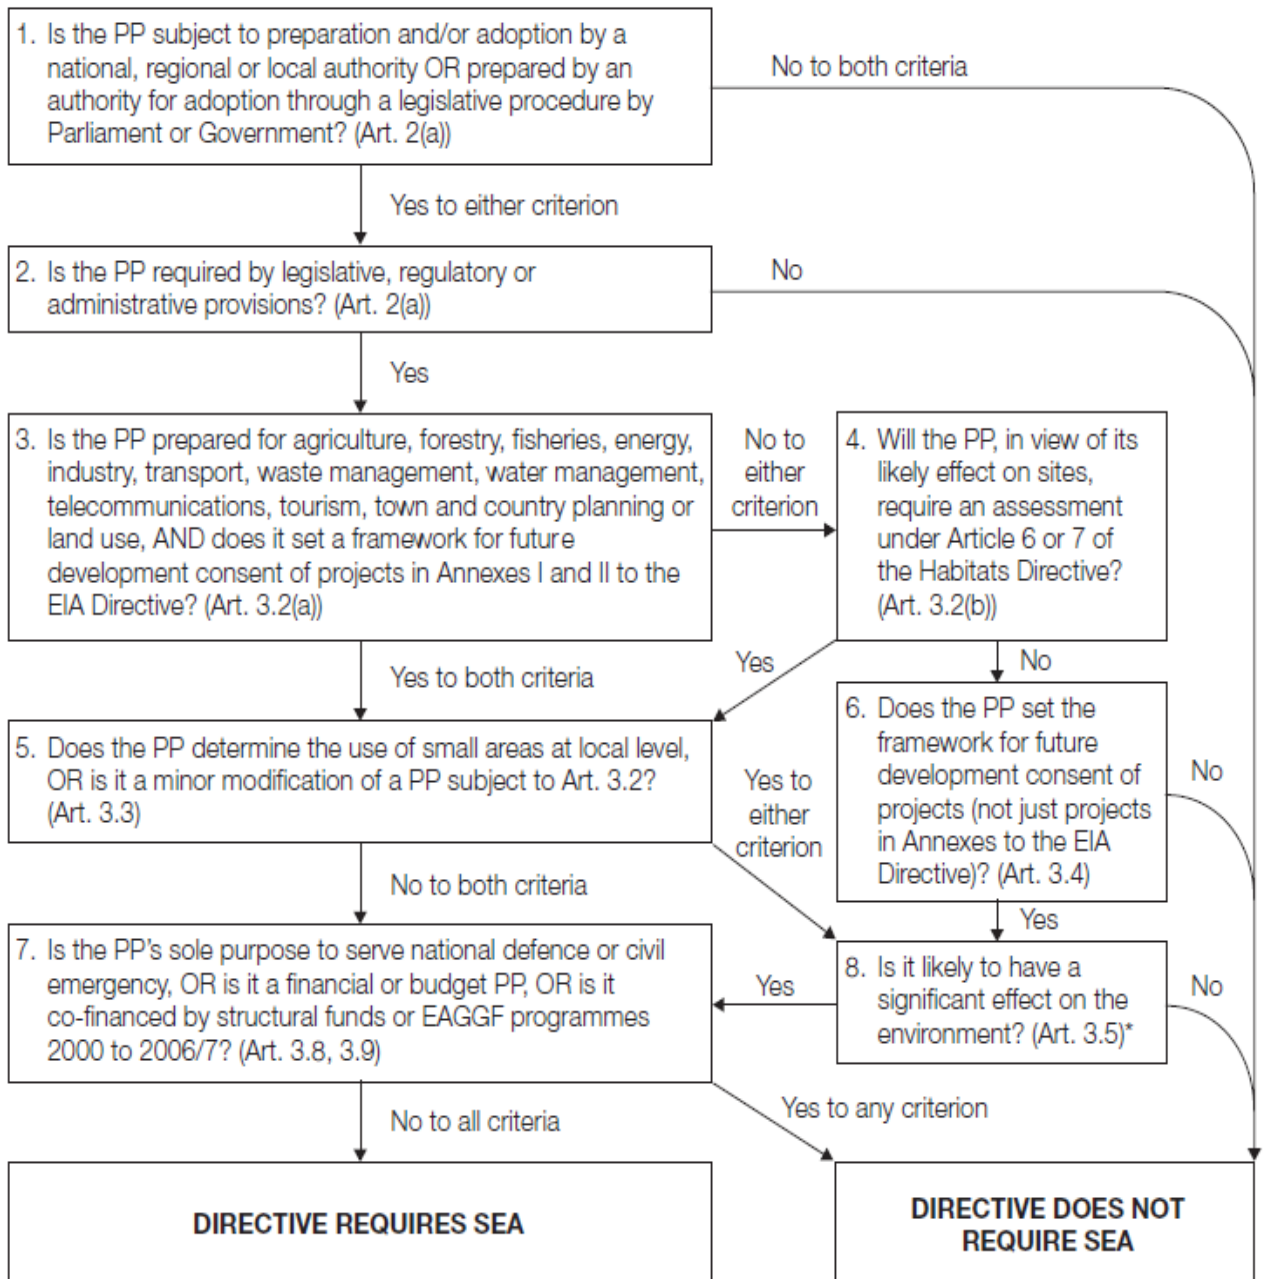 1. Is the PP subject to preparation and/or adoption by a
national, regional or local authority OR prepared by an
authority for adoption through a legislative procedure by
Parliament or Government? (Art. 2(a))
No to both criteria
Yes to either criterion
2. Is the PP required by legislative, regulatory or
administrative provisions? (Art. 2(a))
No
Yes
3. Is the PP prepared for agriculture, forestry, fisheries, energy,
industry, transport, waste management, water management,
telecommunications, tourism, town and country planning or
land use, AND does it set a framework for future
development consent of projects in Annexes I and II to the
EIA Directive? (Art. 3.2(a))
No to
either
criterion
4. Will the PP, in view of its
likely effect on sites,
require an assessment
under Article 6 or 7 of
the Habitats Directive?
(Art. 3.2(b))
Yes to both criteria
Yes
No
5. Does the PP determine the use of small areas at local level,
OR is it a minor modification of a PP subject to Art. 3.2?
(Art. 3.3)
Yes to
either
criterion
6. Does the PP set the
framework for future
development consent of
projects (not just projects
in Annexes to the EIA
Directive)? (Art. 3.4)
No
No to both criteria
Yes
7. Is the PP's sole purpose to serve national defence or civil
emergency, OR is it a financial or budget PP, OR is it
co-financed by structural funds or EAGGF programmes
2000 to 2006/7? (Art. 3.8, 3.9)
Yes
8. Is it likely to have a
significant effect on the
environment? (Art. 3.5)*
No
No to all criteria
Yes to any criterion
DIRECTIVE REQUIRES SEA
DIRECTIVE DOES NOT
REQUIRE SEA